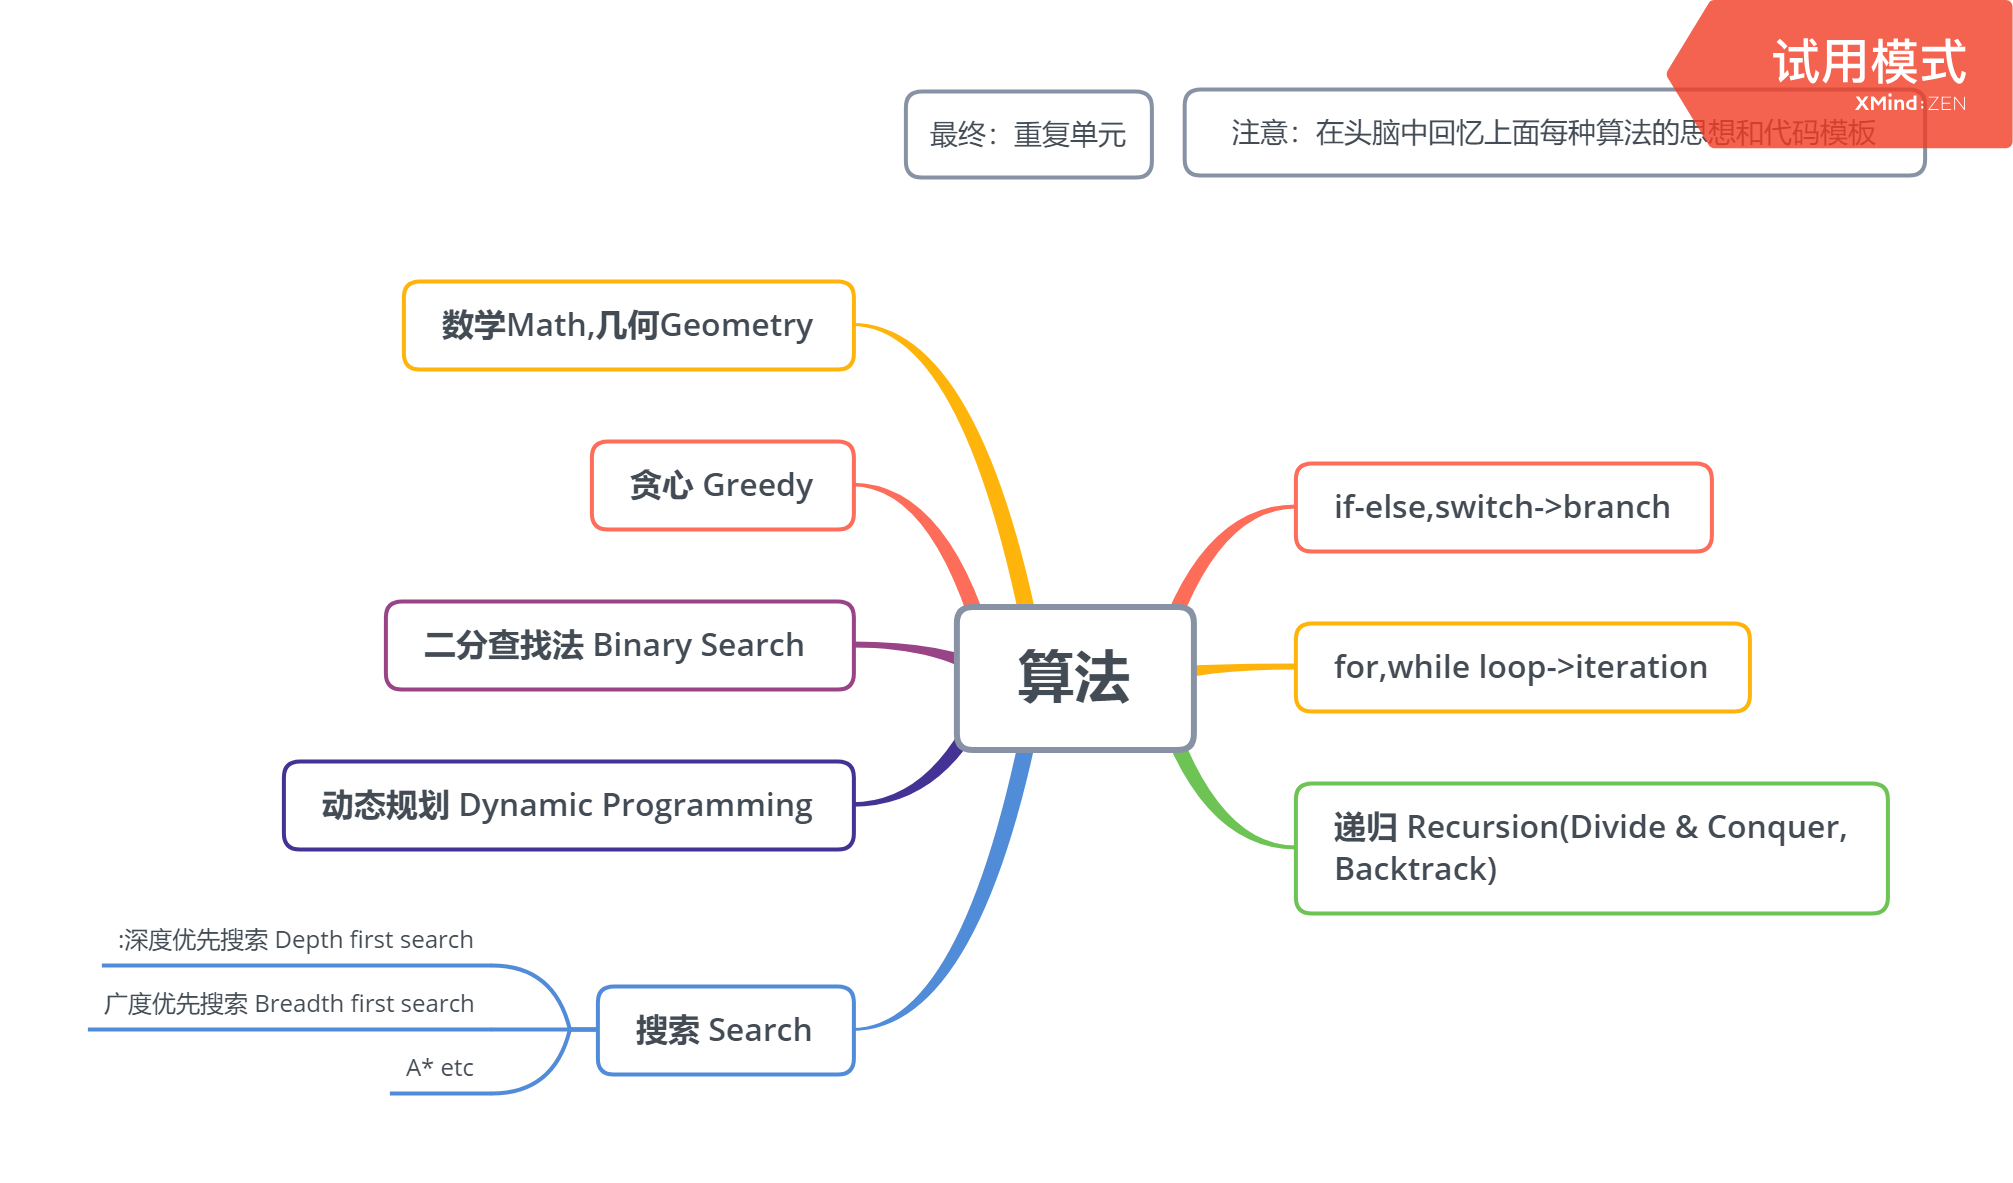 试用模式
XMind:ZEN
最终：重复单元
注意：在头脑中回忆上面每种算法的思想和代码模板
数学Math,几何Geometry
贪心 Greedy
二分查找法 Binary Search
动态规划 Dynamic Programming
:深度优先搜索 Depth first search
广度优先搜索 Breadth first search
A* etc
搜索 Search
算法
if-else,switch->branch
for,while loop->iteration
递归 Recursion(Divide & Conquer,
Backtrack)